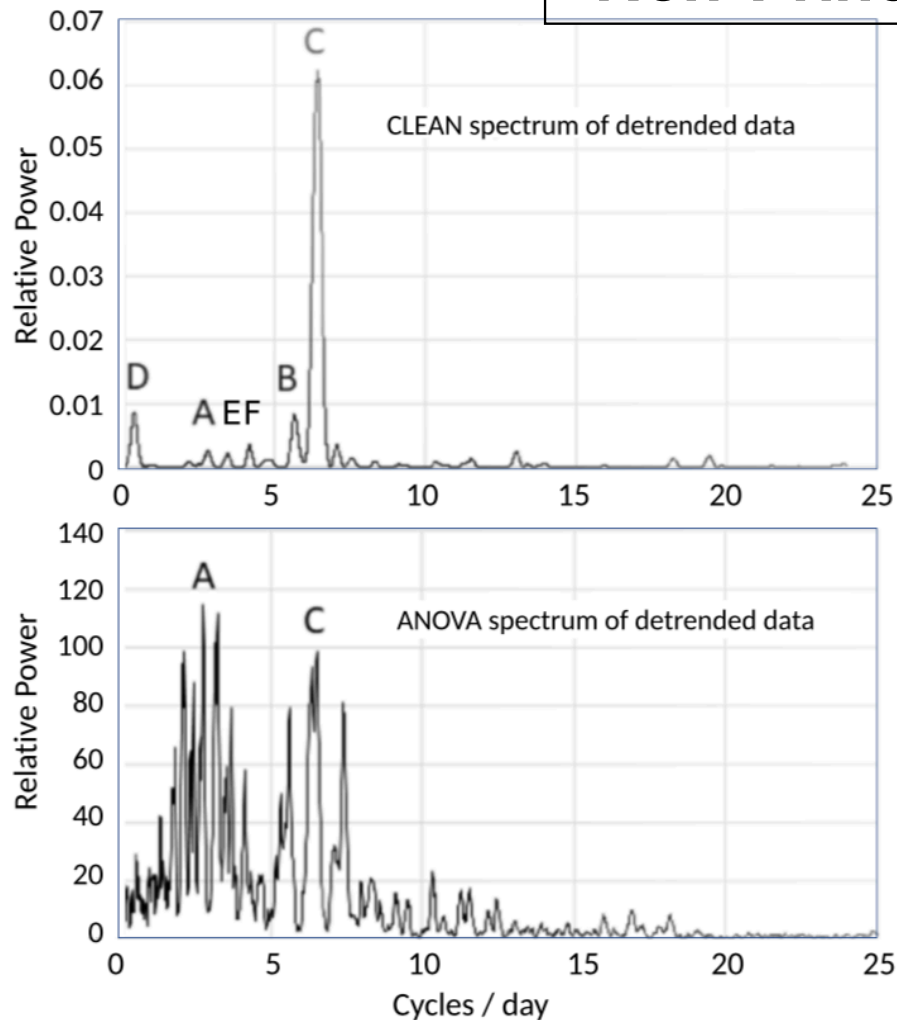 0.07
C
0.06
CLEAN spectrum of detrended data
0.05
0.04
0.03
0.02
D
B
0.01
A EF
0
0 5 10 15 20 25
Relative Power
140
A
120
C
ANOVA spectrum of detrended data
100
80
60
40
20
0
0 5 10 15 20 25
Relative Power
Cycles / day